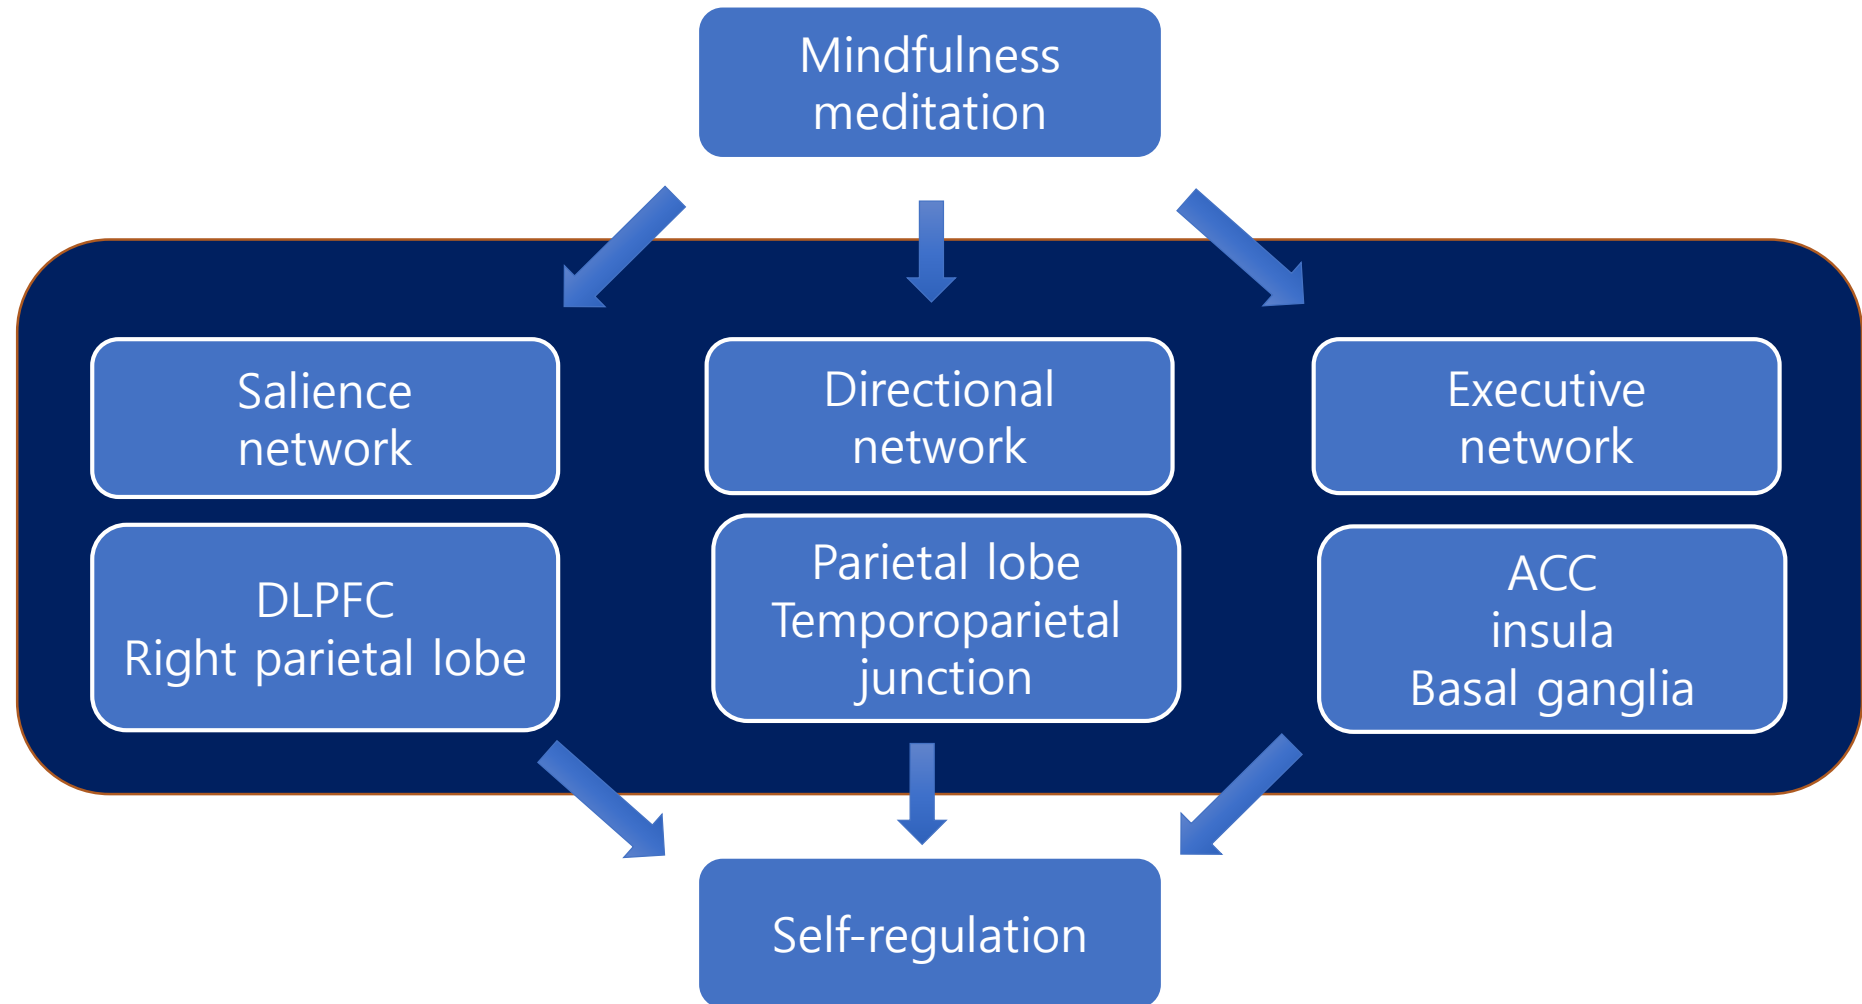 Mindfulness
meditation
Salience
network
Directional
network
Executive
network
DLPFC
Right parietal lobe
Parietal lobe
Temporoparietal
junction
ACC
insula
Basal ganglia
Self-regulation